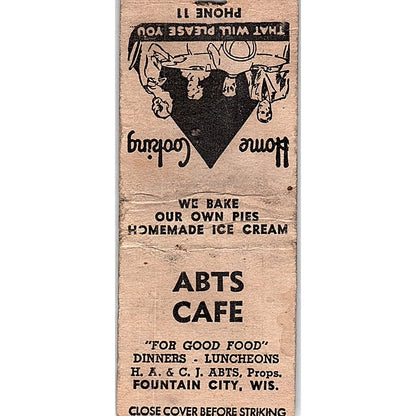 Home Cooking
THAT WILL PLEASE YOU
PHONE 11
WE BAKE
OUR OWN PIES
HOMEMADE ICE CREAM
ABTS
CAFE
"FOR GOOD FOOD"
DINNERS - LUNCHEONS
H. A. & C. J. ABTS, Props.
FOUNTAIN CITY, WIS.
CLOSE COVER BEFORE STRIKING